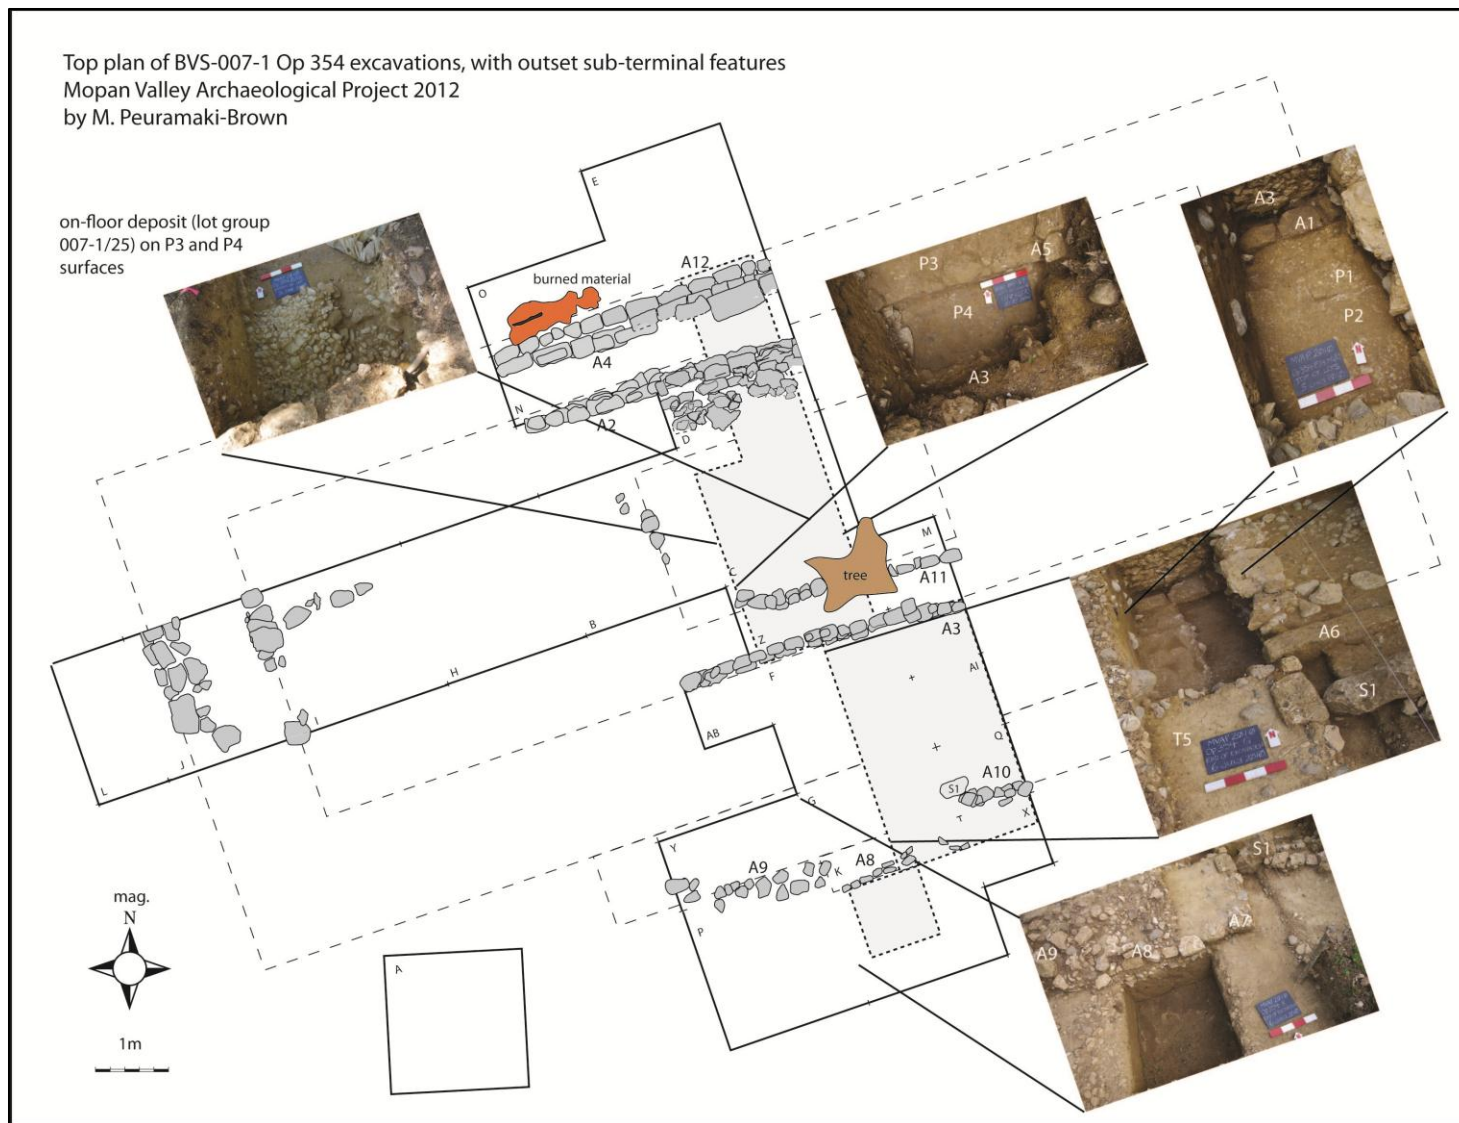 Top plan of BVS-007-1 Op 354 excavations, with outset sub-terminal features
Mopan Valley Archaeological Project 2012
by M. Peuramaki-Brown
on-floor deposit (lot group
007-1/25) on P3 and P4
surfaces
E
O
burned material
A12
A4
N
A2
D
P3
A5
P4
A3
A3
A1
P1
P2
C
tree
M
A11
Z
A3
F
B
H
J
L
AB
AI
Q
S1
A10
T
X
G
Y
A9
A8
K
P
A6
S1
T5
S1
A7
A9
A8
mag.
N
1m
A